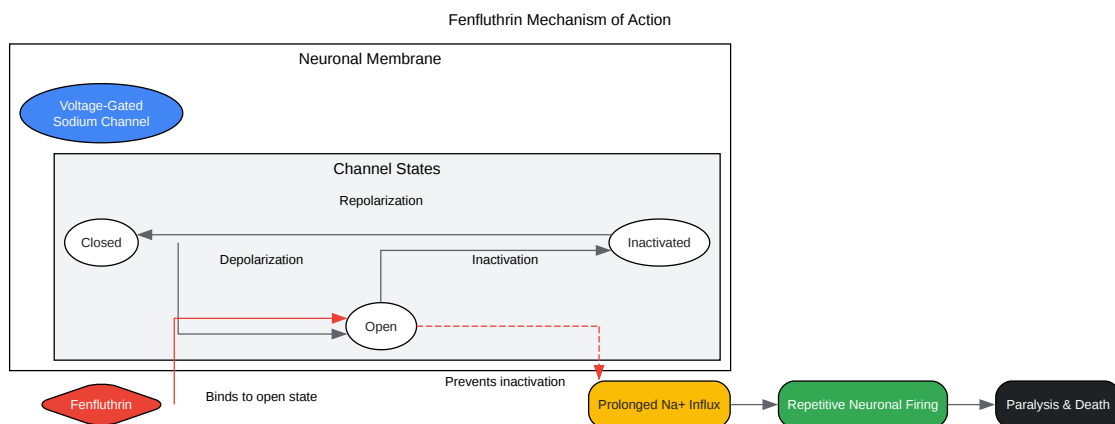 Fenfluthrin Mechanism of Action
Neuronal Membrane
Voltage-Gated
Sodium Channel
Channel States
Repolarization
Closed
Inactivated
Depolarization
Inactivation
Open
Prevents inactivation
Fenfluthrin
Binds to open state
Prolonged Na+ Influx
Repetitive Neuronal Firing
Paralysis & Death